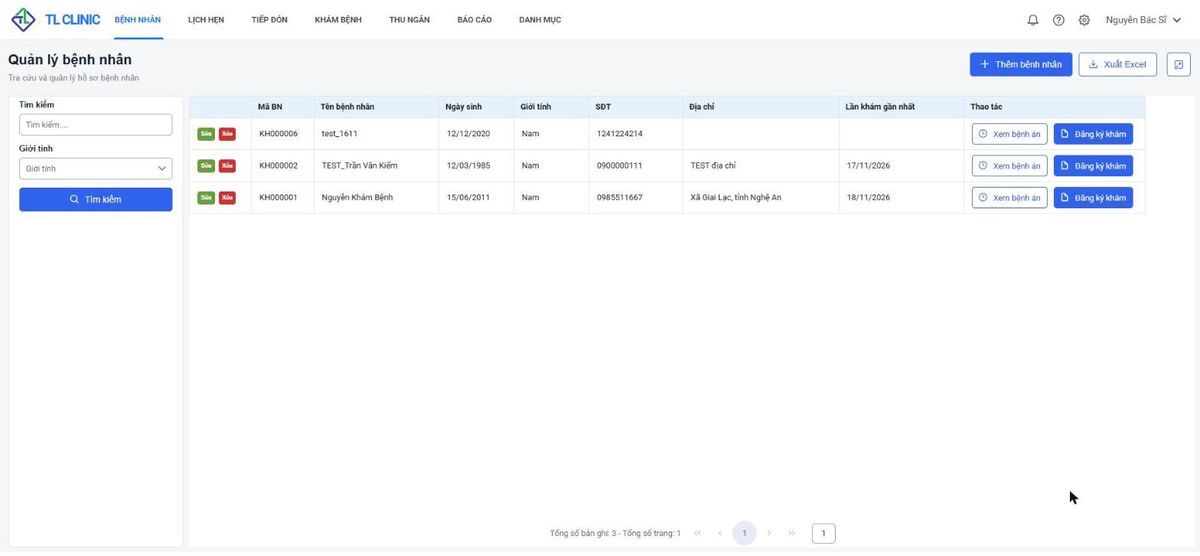 TL CLINIC BỆNH NHÂN LỊCH HẸN TIẾP ĐÓN KHÁM BỆNH THU NGÂN BÁO CÁO DANH MỤC Nguyễn Bác Sĩ
Quản lý bệnh nhân
Tra cứu và quản lý hồ sơ bệnh nhân
Thêm bệnh nhân Xuất Excel
Tìm kiếm
Tìm kiếm....
Giới tính
Giới tính
Tìm kiếm
Mã BN Tên bệnh nhân Ngày sinh Giới tính SĐT Địa chỉ Lần khám gần nhất Thao tác
Sửa Xóa KH000006 test_1611 12/12/2020 Nam 1241224214 Xem bệnh án Đăng ký khám
Sửa Xóa KH000002 TEST_Trần Văn Kiểm 12/03/1985 Nam 0900000111 TEST địa chỉ 17/11/2026 Xem bệnh án Đăng ký khám
Sửa Xóa KH000001 Nguyễn Khám Bệnh 15/06/2011 Nam 0985511667 Xã Giai Lạc, tỉnh Nghệ An 18/11/2026 Xem bệnh án Đăng ký khám
Tổng số bản ghi: 3 - Tổng số trang: 1 1 1